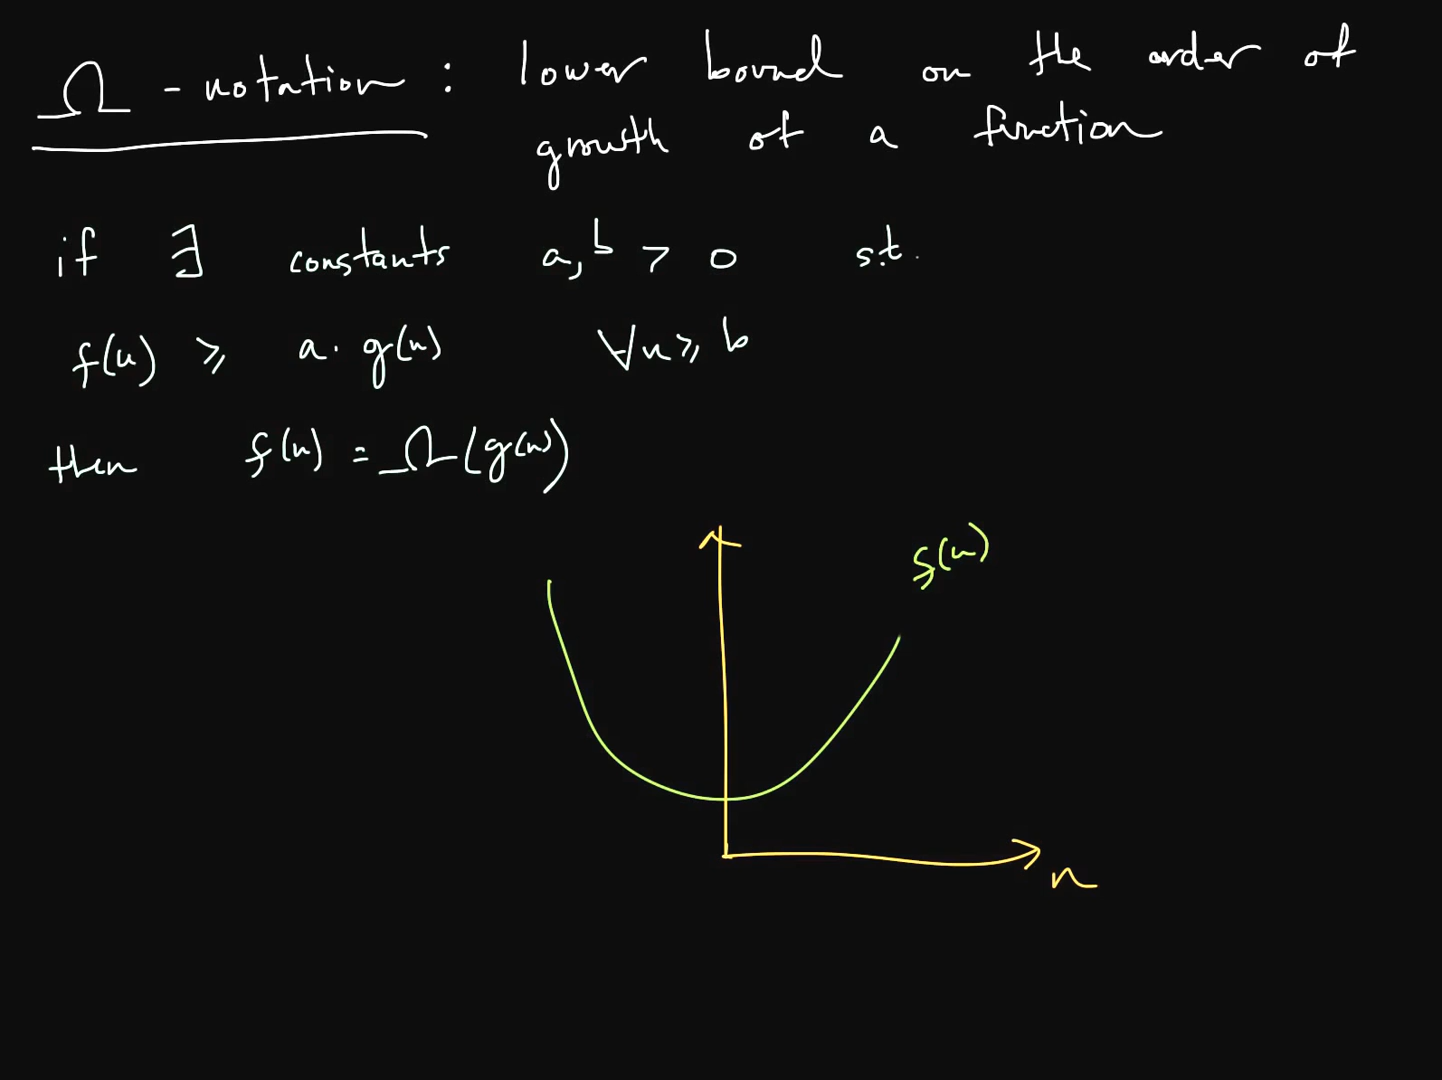 Ω - notation : lower bound on the order of
growth of a function
if ∃ constants a, b > 0 s.t.
f(n) ≥ a · g(n) ∀n ≥ b
then f(n) = Ω(g(n))
f(n)
n